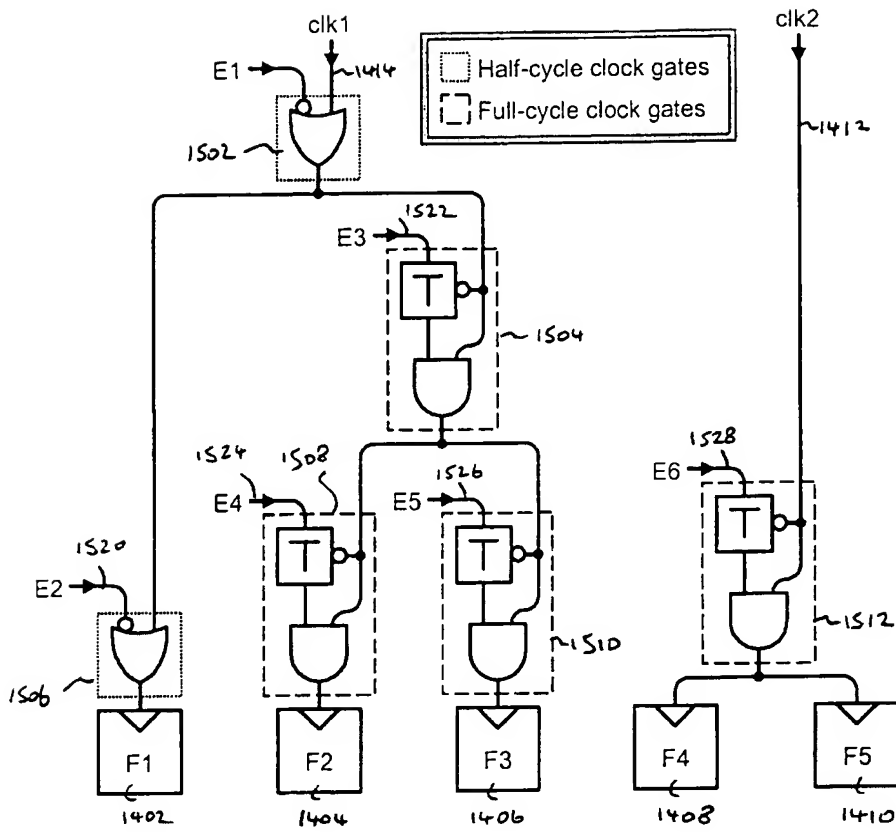 clk1
clk2
E1
1414
Half-cycle clock gates
Full-cycle clock gates
1412
1502
1522
E3
T
1504
1524
1508
1526
1528
E4
E5
E6
T
T
T
1520
E2
1510
1512
1506
F1
F2
F3
F4
F5
1402
1404
1406
1408
1410